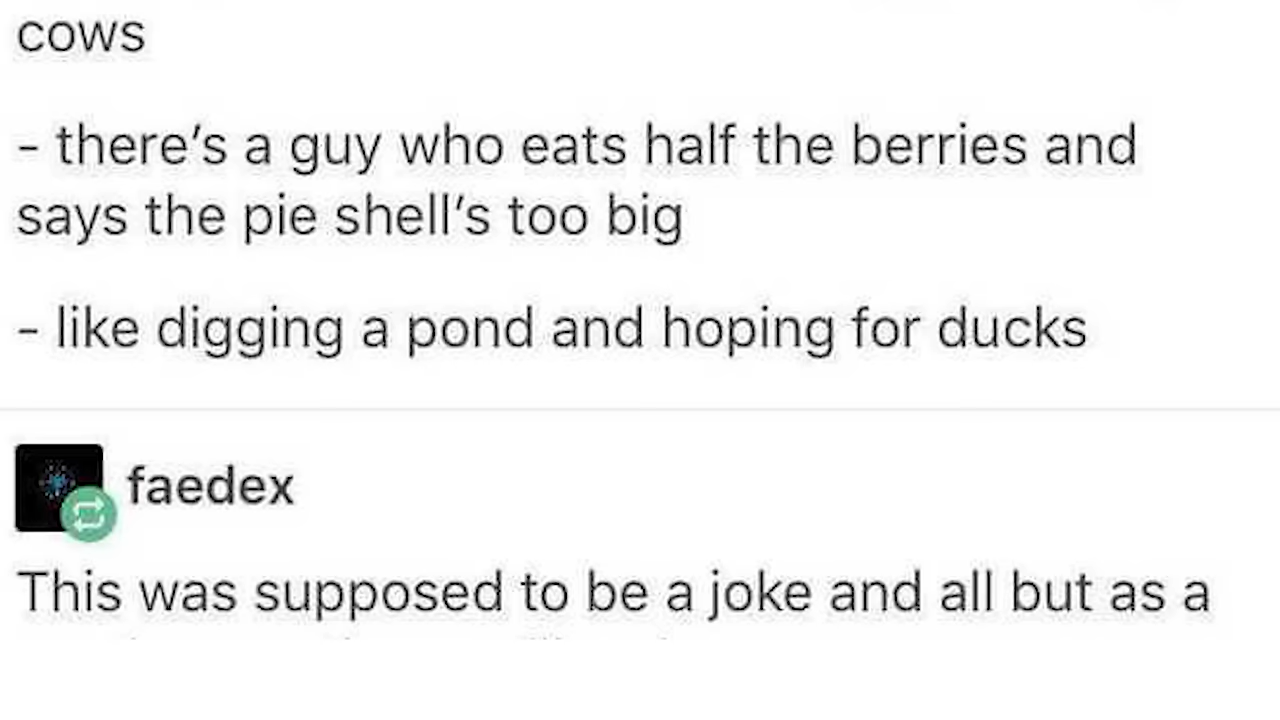 cows
- there's a guy who eats half the berries and
says the pie shell's too big
- like digging a pond and hoping for ducks
faedex
This was supposed to be a joke and all but as a